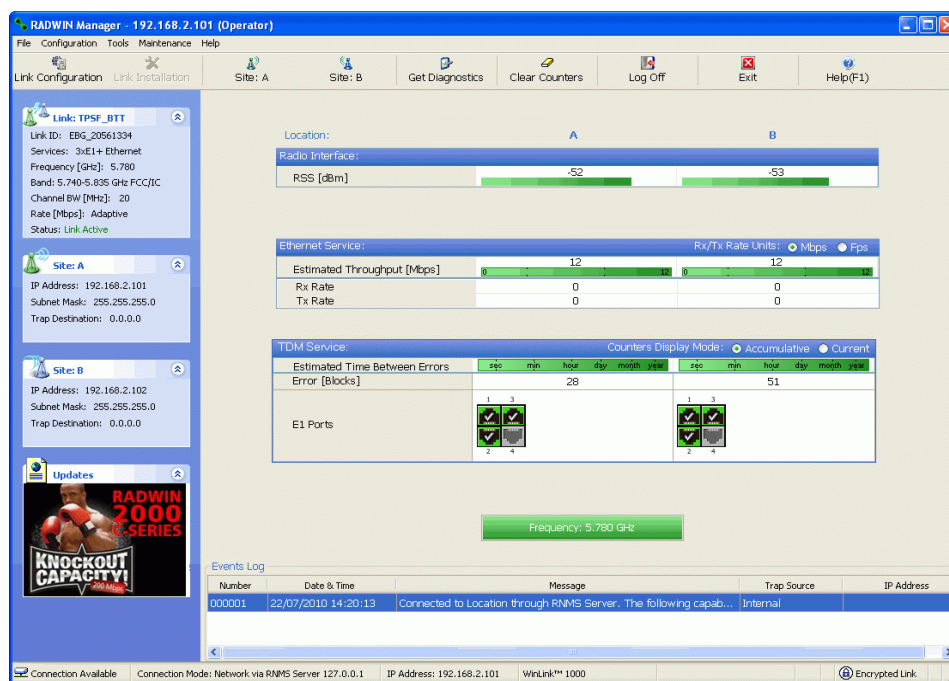 RADWIN Manager - 192.168.2.101 (Operator)
File Configuration Tools Maintenance Help
Link Configuration Link Installation Site: A Site: B Get Diagnostics Clear Counters Log Off Exit Help(F1)
Link: TPSF_BTT
Link ID: EBG_20561334
Services: 3xE1+ Ethernet
Frequency [GHz]: 5.780
Band: 5.740-5.835 GHz FCC/IC
Channel BW [MHz]: 20
Rate [Mbps]: Adaptive
Status: Link Active
Site: A
IP Address: 192.168.2.101
Subnet Mask: 255.255.255.0
Trap Destination: 0.0.0.0
Site: B
IP Address: 192.168.2.102
Subnet Mask: 255.255.255.0
Trap Destination: 0.0.0.0
Updates
RADWIN
2000
C-SERIES
KNOCKOUT
CAPACITY!
200 Mbps
Location: A B
Radio Interface:
RSS [dBm] -52 -53
Ethernet Service: Rx/Tx Rate Units: Mbps Fps
Estimated Throughput [Mbps] 12 12
0 12 0 12
Rx Rate 0 0
Tx Rate 0 0
TDM Service: Counters Display Mode: Accumulative Current
Estimated Time Between Errors sec min hour day month year sec min hour day month year
Error [Blocks] 28 51
1 3 1 3
E1 Ports
2 4 2 4
Frequency: 5.780 GHz
Events Log
Number Date & Time Message Trap Source IP Address
000001 22/07/2010 14:20:13 Connected to Location through RNMS Server. The following capab... Internal
Connection Available Connection Mode: Network via RNMS Server 127.0.0.1 IP Address: 192.168.2.101 WinLink™ 1000 Encrypted Link